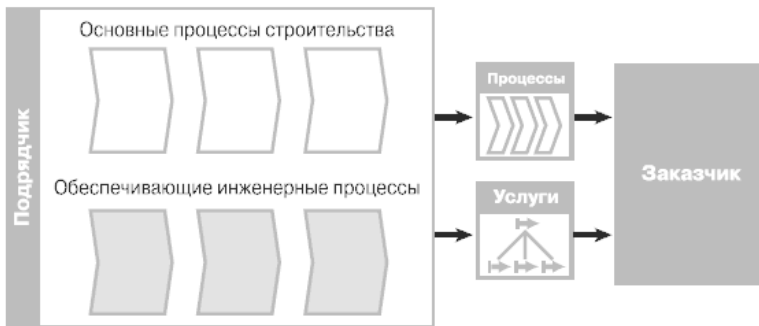 Подрядчик
Основные процессы строительства
Обеспечивающие инженерные процессы
Процессы
Услуги
Заказчик